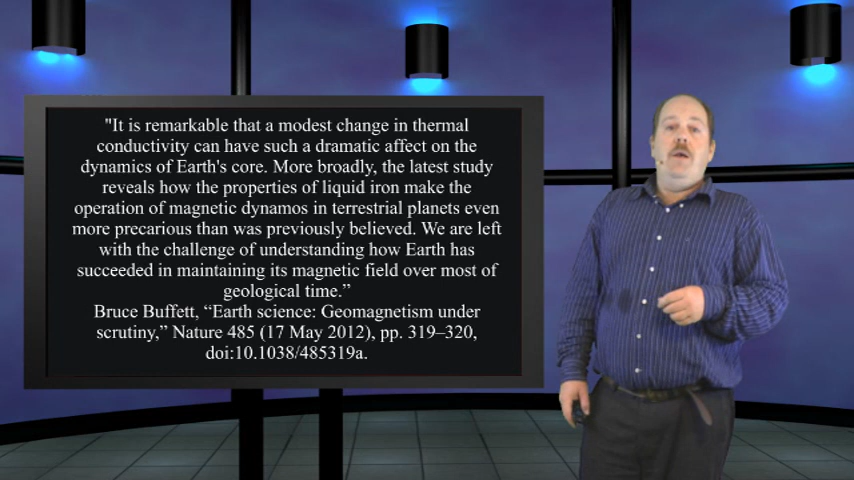 "It is remarkable that a modest change in thermal
conductivity can have such a dramatic affect on the
dynamics of Earth's core. More broadly, the latest study
reveals how the properties of liquid iron make the
operation of magnetic dynamos in terrestrial planets even
more precarious than was previously believed. We are left
with the challenge of understanding how Earth has
succeeded in maintaining its magnetic field over most of
geological time.”
Bruce Buffett, “Earth science: Geomagnetism under
scrutiny,” Nature 485 (17 May 2012), pp. 319–320,
doi:10.1038/485319a.